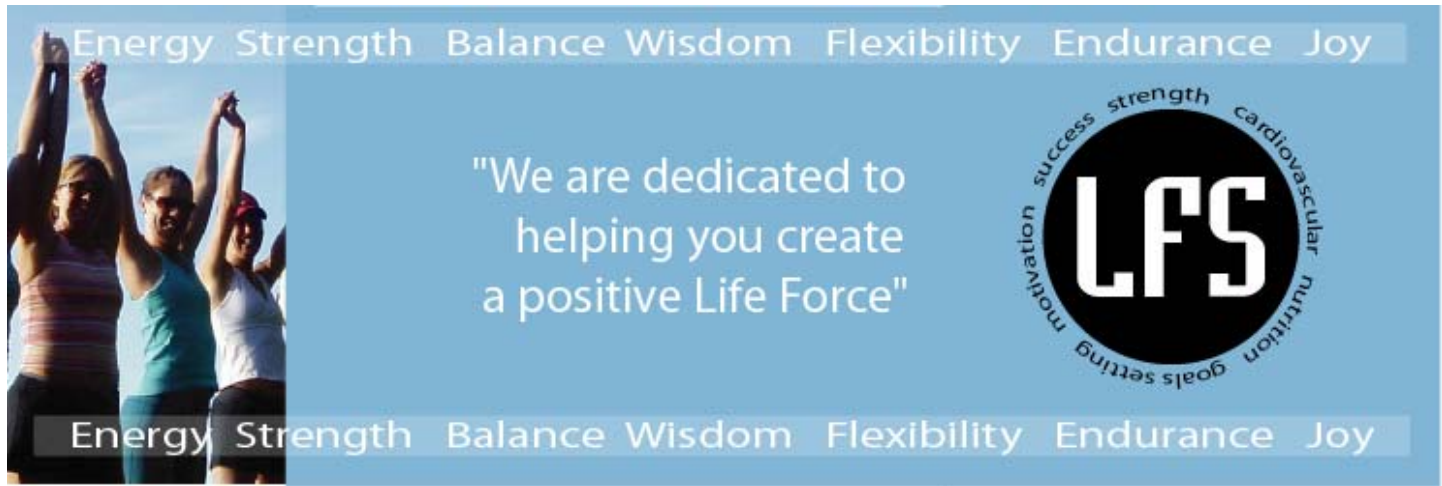 Energy Strength Balance Wisdom Flexibility Endurance Joy
"We are dedicated to
helping you create
a positive Life Force"
success strength cardiovascular nutrition goals setting motivation
LFS
Energy Strength Balance Wisdom Flexibility Endurance Joy